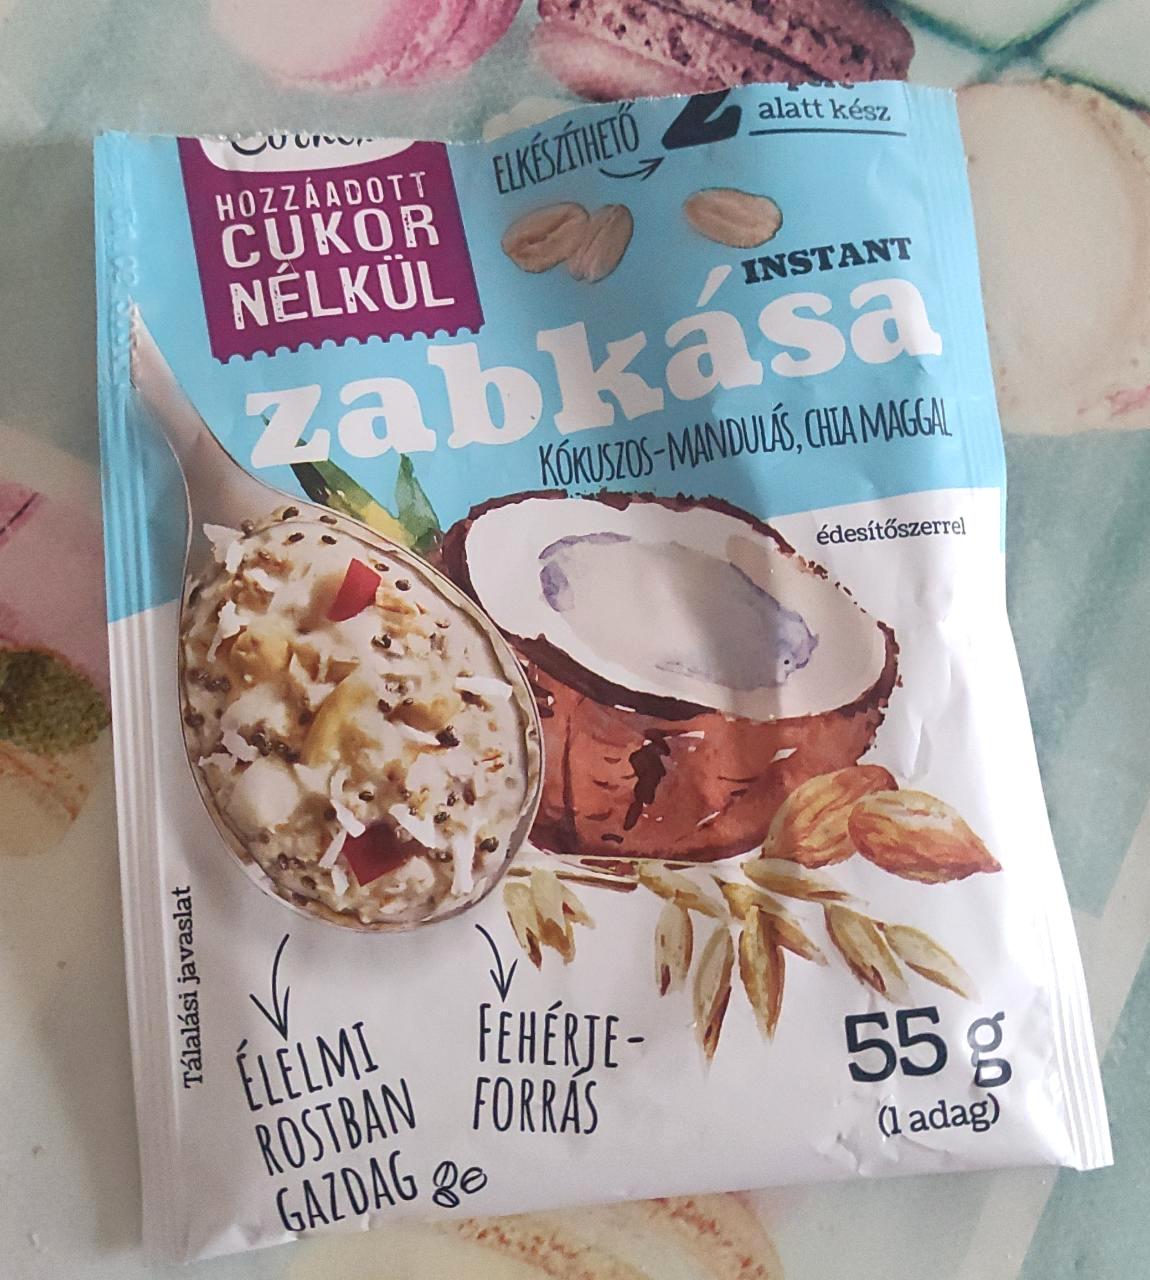 HOZZÁADOTT
CUKOR
NÉLKÜL
ELKÉSZÍTHETŐ
2
alatt kész
INSTANT
zabkása
KÓKUSZOS-MANDULÁS, CHIA MAGGAL
édesítőszerrel
Tálalási javaslat
ÉLELMI
ROSTBAN
GAZDAG
FEHÉRJE-
FORRÁS
55 g
(1 adag)